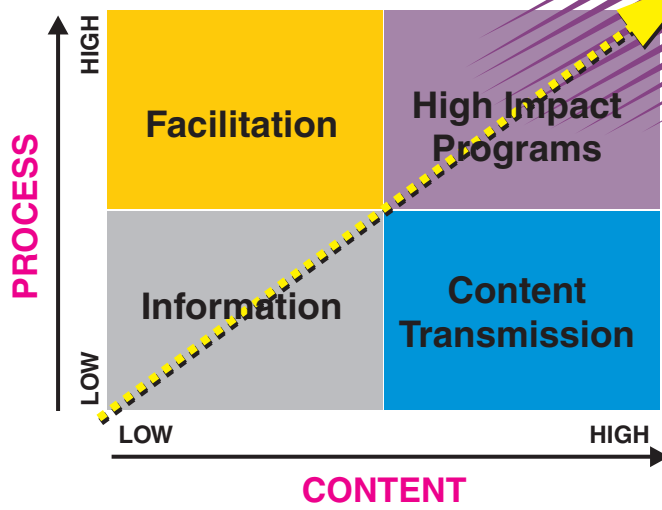 HIGH
Facilitation
High Impact
Programs
PROCESS
Information
Content
Transmission
LOW
LOW
HIGH
CONTENT